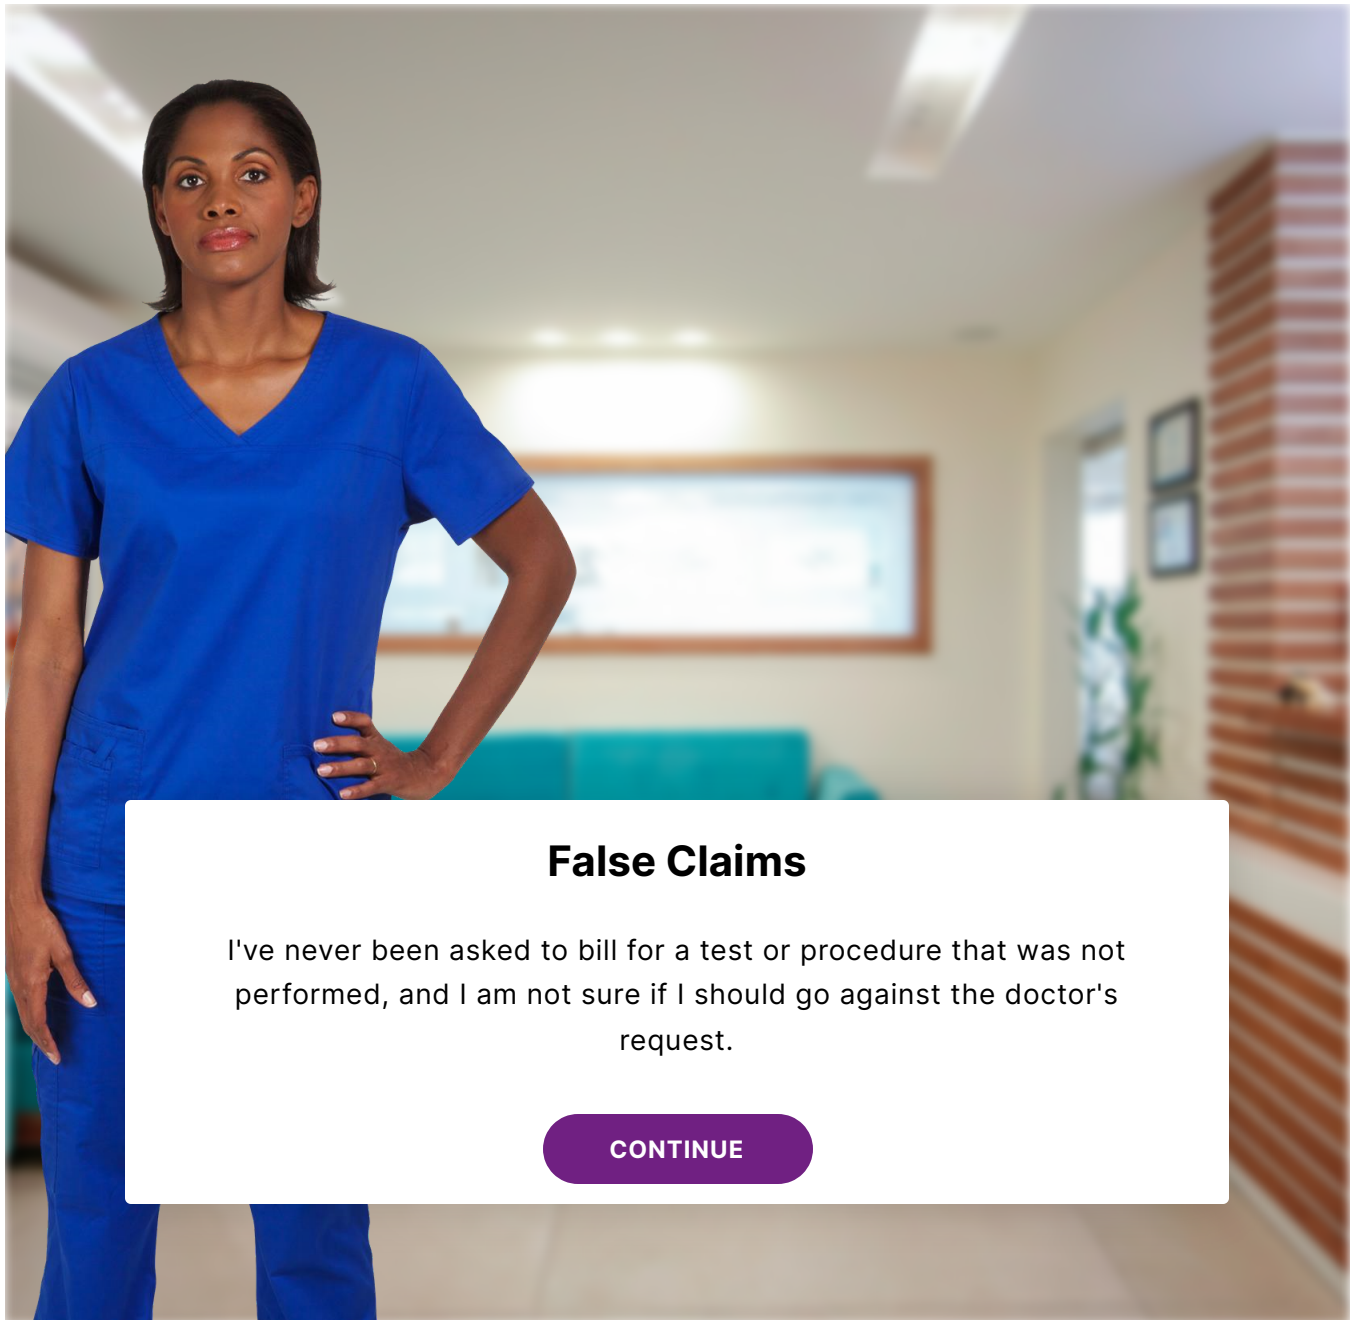 False Claims
I've never been asked to bill for a test or procedure that was not
performed, and I am not sure if I should go against the doctor's
request.
CONTINUE